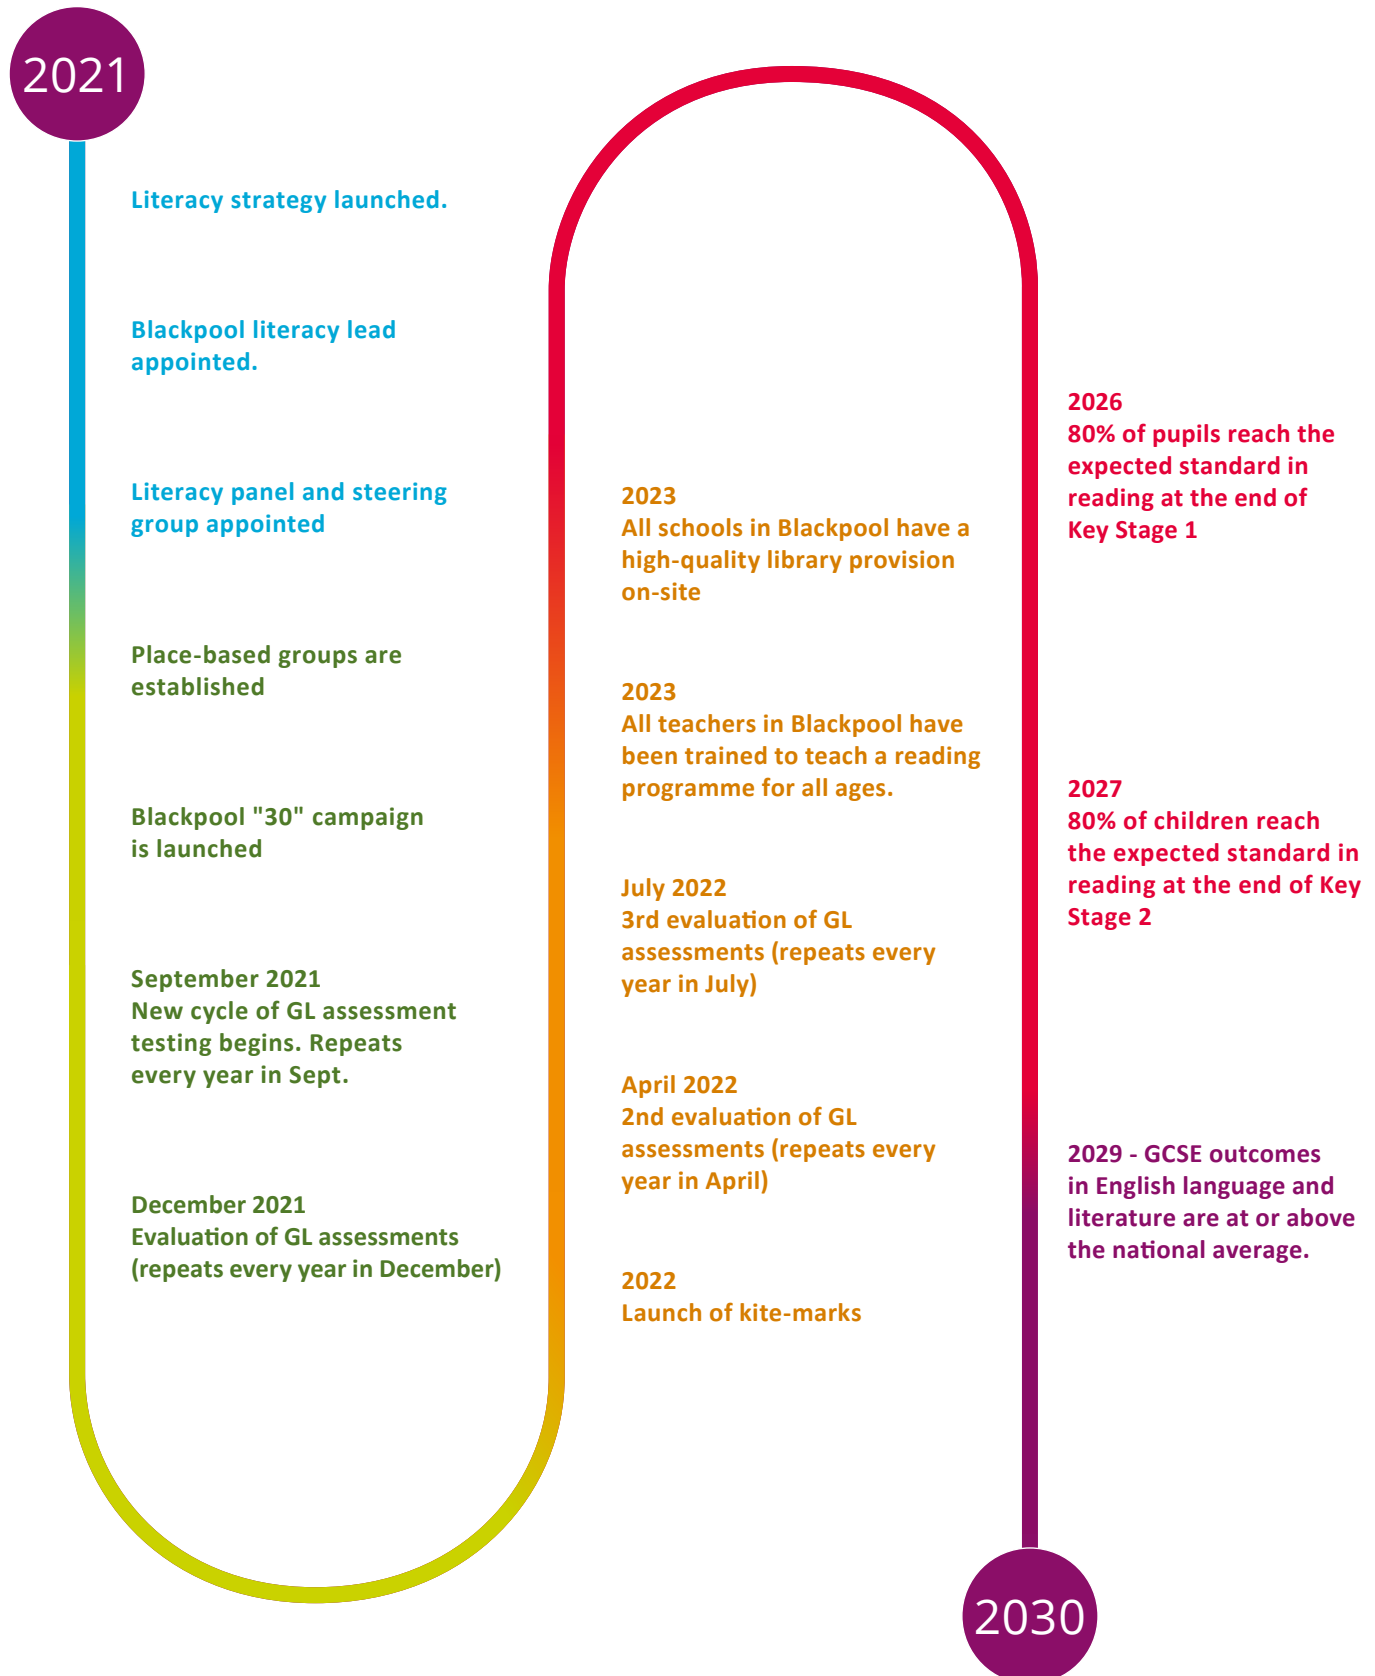 2021
Literacy strategy launched.
Blackpool literacy lead
appointed.
Literacy panel and steering
group appointed
Place-based groups are
established
Blackpool "30" campaign
is launched
September 2021
New cycle of GL assessment
testing begins. Repeats
every year in Sept.
December 2021
Evaluation of GL assessments
(repeats every year in December)
2023
All schools in Blackpool have a
high-quality library provision
on-site
2023
All teachers in Blackpool have
been trained to teach a reading
programme for all ages.
July 2022
3rd evaluation of GL
assessments (repeats every
year in July)
April 2022
2nd evaluation of GL
assessments (repeats every
year in April)
2022
Launch of kite-marks
2026
80% of pupils reach the
expected standard in
reading at the end of
Key Stage 1
2027
80% of children reach
the expected standard in
reading at the end of Key
Stage 2
2029 - GCSE outcomes
in English language and
literature are at or above
the national average.
2030